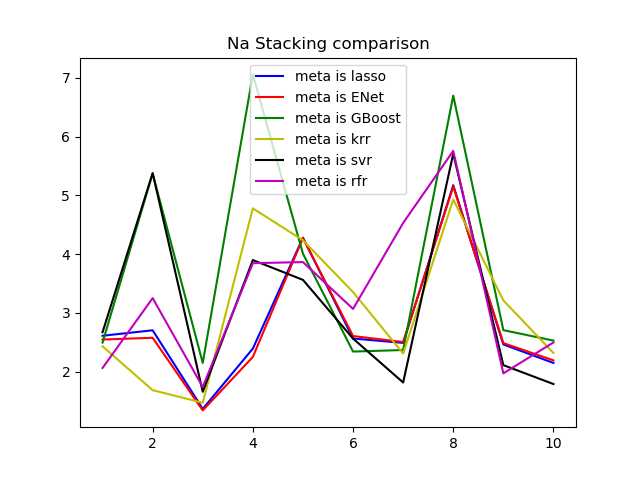 Na Stacking comparison
7
6
5
4
3
2
2
4
6
8
10
meta is lasso
meta is ENet
meta is GBoost
meta is krr
meta is svr
meta is rfr